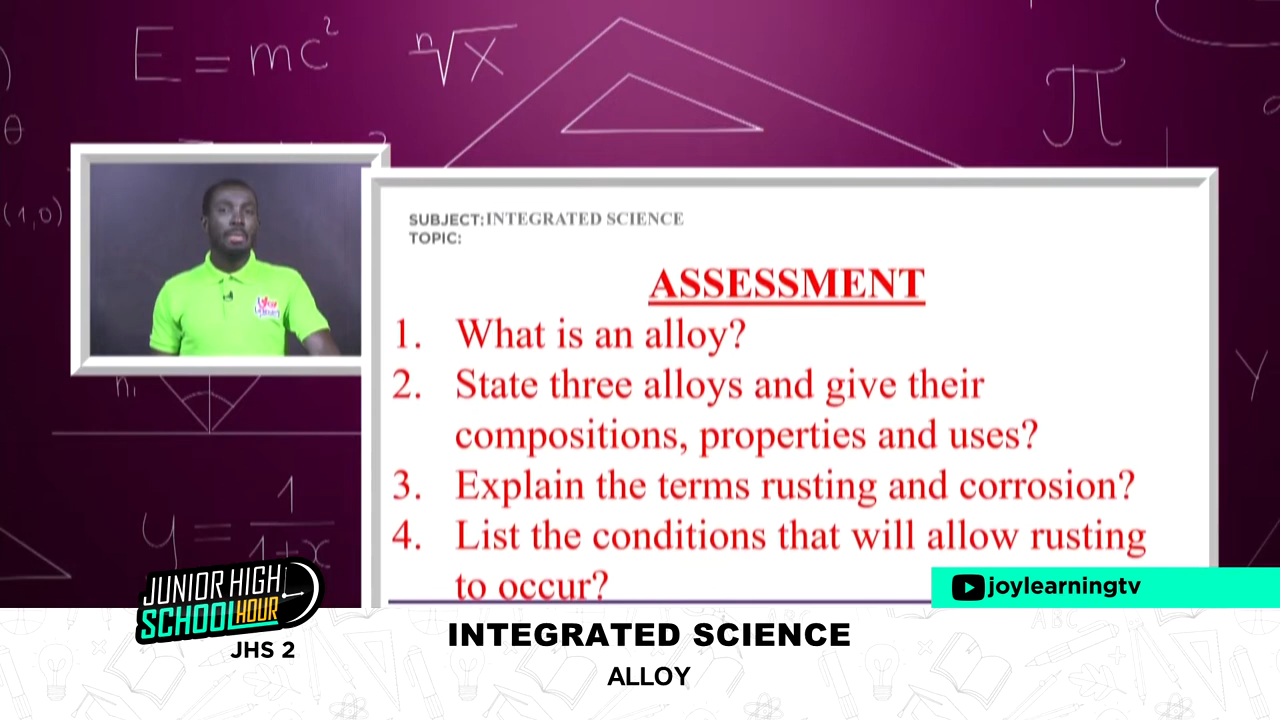 E = mc²
ⁿ√X
π
θ
(1,0)
SUBJECT: INTEGRATED SCIENCE
TOPIC:
ASSESSMENT
1. What is an alloy?
2. State three alloys and give their
compositions, properties and uses?
3. Explain the terms rusting and corrosion?
4. List the conditions that will allow rusting
to occur?
n₁
Y
y = 1/1+x
JUNIOR HIGH
SCHOOL HOUR
JHS 2
joylearningtv
INTEGRATED SCIENCE
ALLOY
ABC